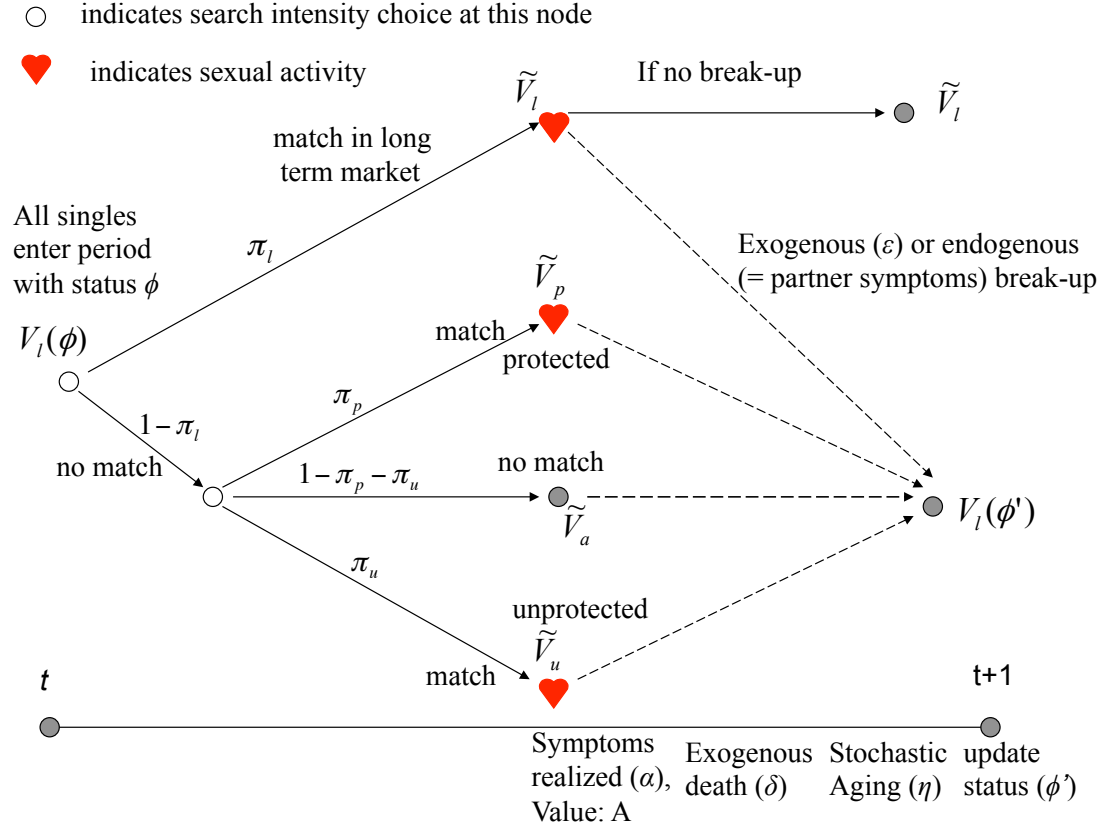 indicates search intensity choice at this node
indicates sexual activity
Ṽ_l
If no break-up
Ṽ_l
match in long
term market
All singles
enter period
with status ϕ
π_l
Exogenous (ε) or endogenous
(= partner symptoms) break-up
Ṽ_p
V_l(ϕ)
match
protected
π_p
1−π_l
no match
no match
1−π_p−π_u
Ṽ_a
V_l(ϕ')
π_u
unprotected
Ṽ_u
match
t
t+1
Symptoms
realized (α),
Value: A
Exogenous
death (δ)
Stochastic
Aging (η)
update
status (ϕ')